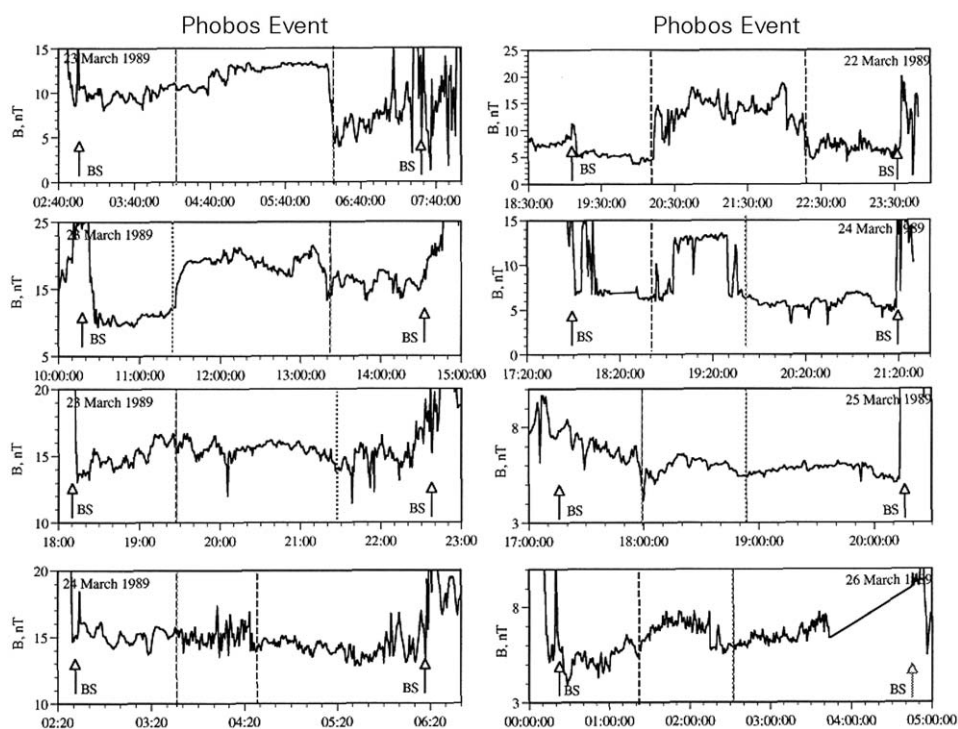 Phobos Event
15
23 March 1989
10
B, nT
5
BS
BS
0
02:40:00 03:40:00 04:40:00 05:40:00 06:40:00 07:40:00
25
23 March 1989
15
B, nT
BS
BS
5
10:00:00 11:00:00 12:00:00 13:00:00 14:00:00 15:00:00
20
23 March 1989
15
B, nT
BS
BS
10
18:00 19:00 20:00 21:00 22:00 23:00
20
24 March 1989
15
B, nT
BS
BS
10
02:20 03:20 04:20 05:20 06:20
Phobos Event
25
22 March 1989
20
15
B, nT
10
5
BS
BS
0
18:30:00 19:30:00 20:30:00 21:30:00 22:30:00 23:30:00
15
24 March 1989
10
B, nT
5
BS
BS
0
17:20:00 18:20:00 19:20:00 20:20:00 21:20:00
25 March 1989
8
B, nT
BS
BS
3
17:00:00 18:00:00 19:00:00 20:00:00
26 March 1989
8
B, nT
BS
BS
3
00:00:00 01:00:00 02:00:00 03:00:00 04:00:00 05:00:00